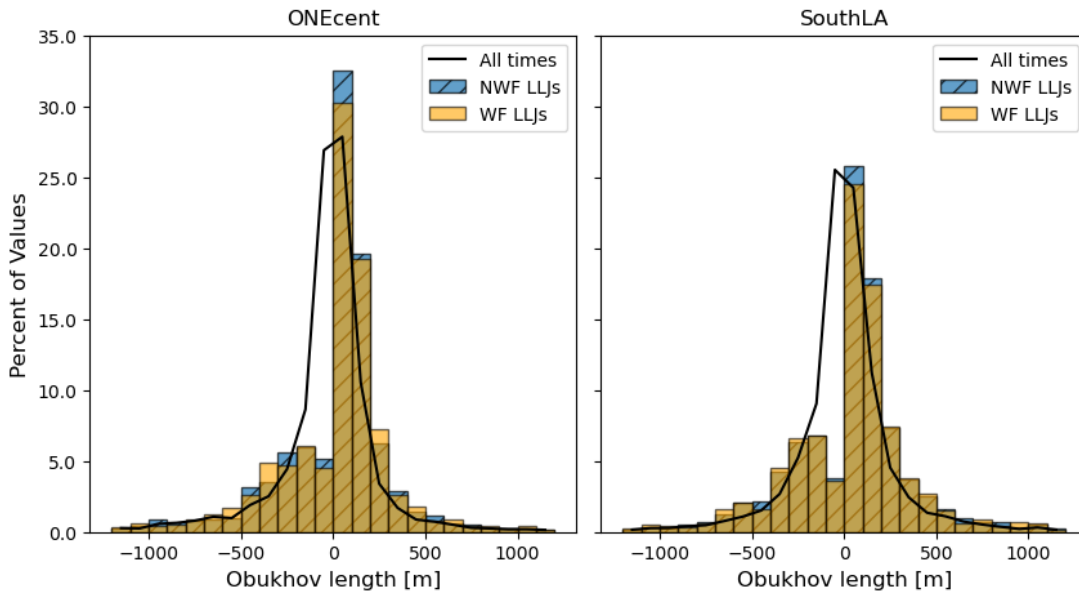 ONEcent
SouthLA
Percent of Values
35.0
30.0
25.0
20.0
15.0
10.0
5.0
0.0
All times
NWF LLJs
WF LLJs
All times
NWF LLJs
WF LLJs
−1000
−500
0
500
1000
−1000
−500
0
500
1000
Obukhov length [m]
Obukhov length [m]